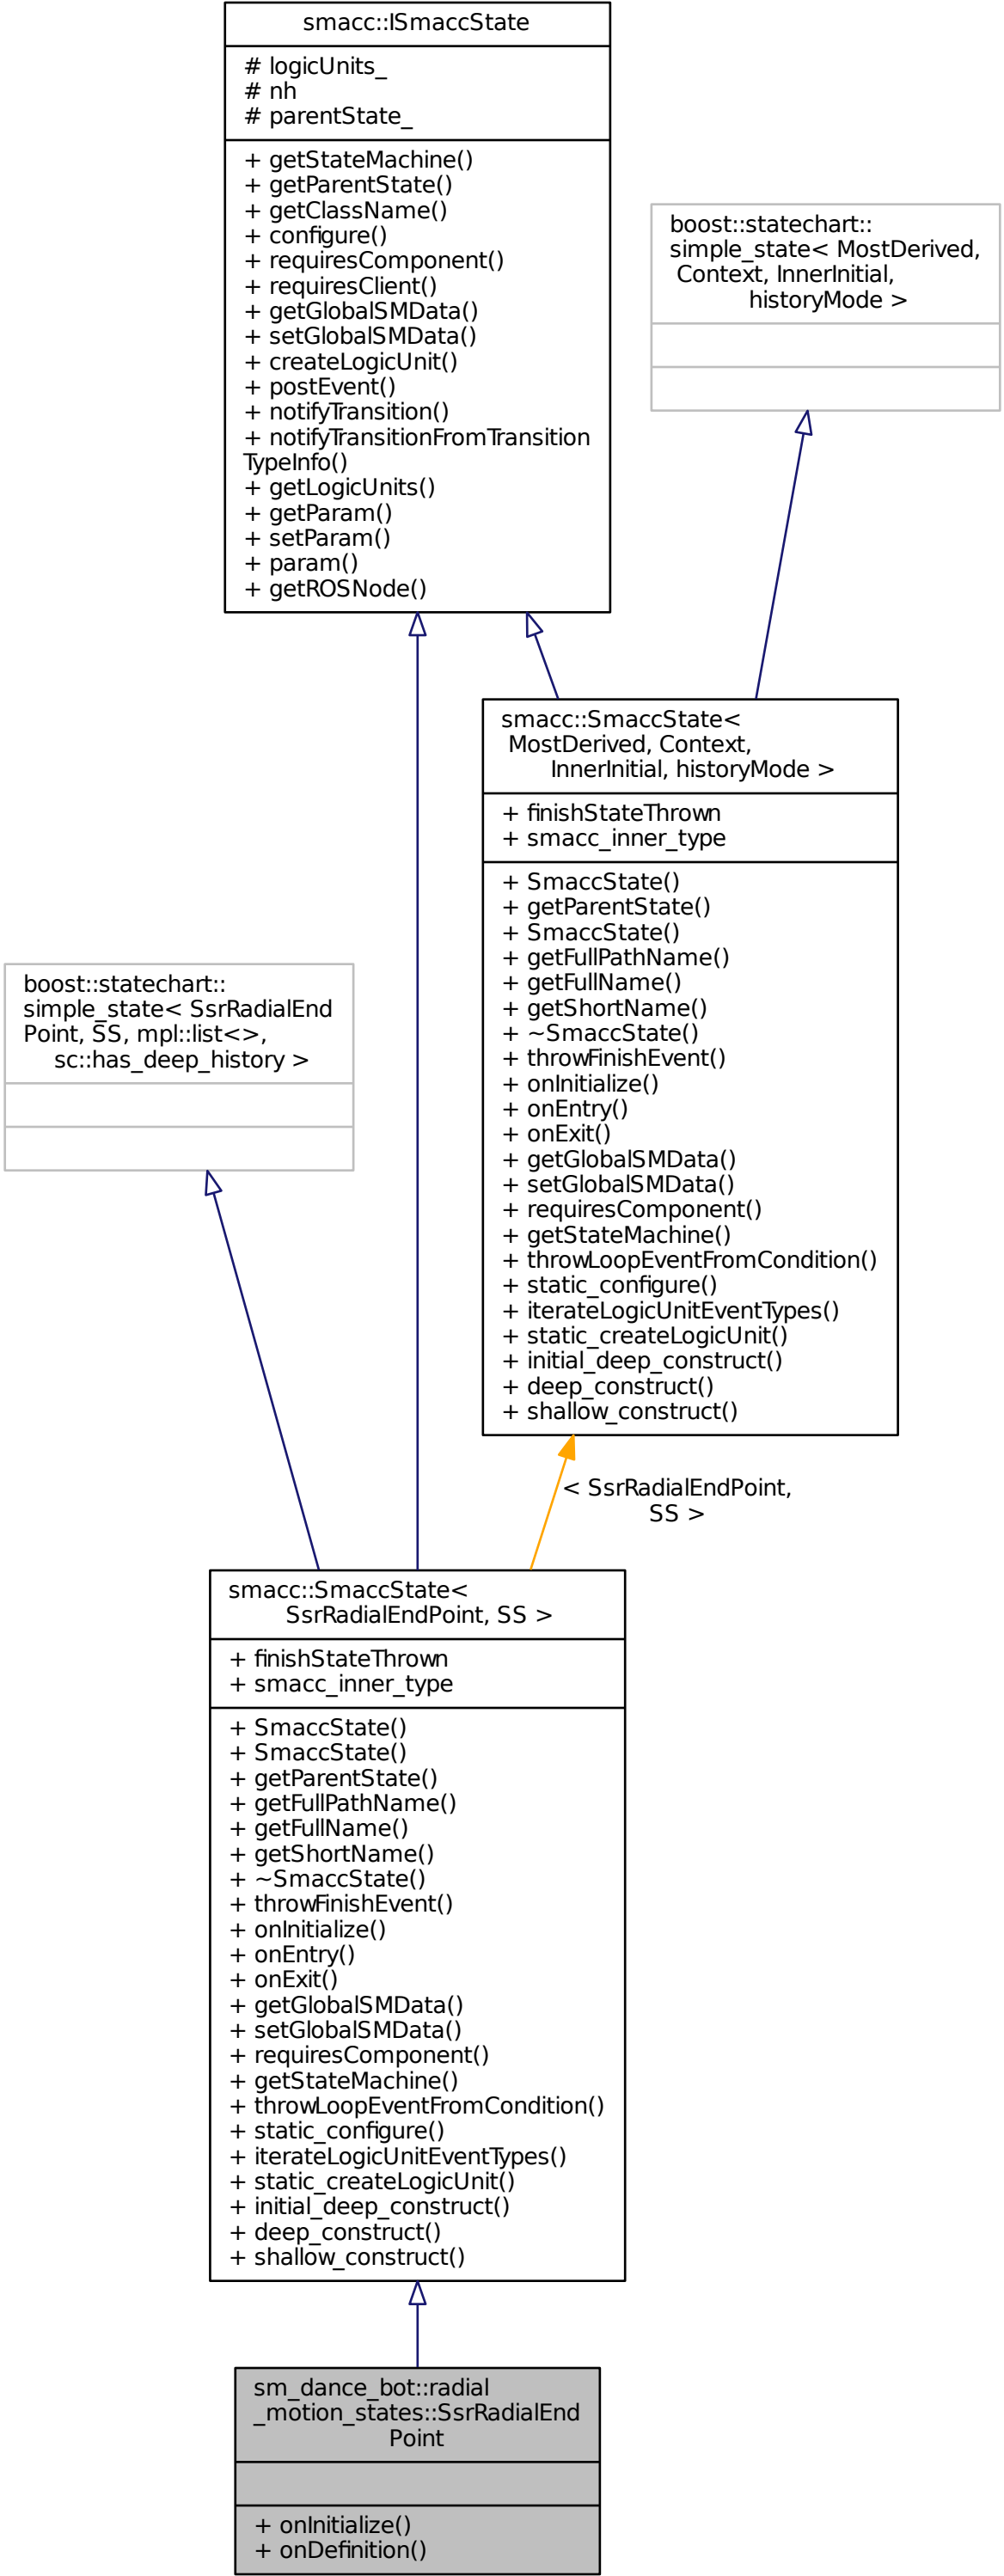 smacc::ISmaccState
# logicUnits_
# nh
# parentState_
+ getStateMachine()
+ getParentState()
+ getClassName()
+ configure()
+ requiresComponent()
+ requiresClient()
+ getGlobalSMData()
+ setGlobalSMData()
+ createLogicUnit()
+ postEvent()
+ notifyTransition()
+ notifyTransitionFromTransition
TypeInfo()
+ getLogicUnits()
+ getParam()
+ setParam()
+ param()
+ getROSNode()
boost::statechart::
simple_state< MostDerived,
Context, InnerInitial,
historyMode >
smacc::SmaccState<
MostDerived, Context,
InnerInitial, historyMode >
+ finishStateThrown
+ smacc_inner_type
+ SmaccState()
+ getParentState()
+ SmaccState()
+ getFullPathName()
+ getFullName()
+ getShortName()
+ ~SmaccState()
+ throwFinishEvent()
+ onInitialize()
+ onEntry()
+ onExit()
+ getGlobalSMData()
+ setGlobalSMData()
+ requiresComponent()
+ getStateMachine()
+ throwLoopEventFromCondition()
+ static_configure()
+ iterateLogicUnitEventTypes()
+ static_createLogicUnit()
+ initial_deep_construct()
+ deep_construct()
+ shallow_construct()
boost::statechart::
simple_state< SsrRadialEnd
Point, SS, mpl::list<>,
sc::has_deep_history >
< SsrRadialEndPoint,
SS >
smacc::SmaccState<
SsrRadialEndPoint, SS >
+ finishStateThrown
+ smacc_inner_type
+ SmaccState()
+ SmaccState()
+ getParentState()
+ getFullPathName()
+ getFullName()
+ getShortName()
+ ~SmaccState()
+ throwFinishEvent()
+ onInitialize()
+ onEntry()
+ onExit()
+ getGlobalSMData()
+ setGlobalSMData()
+ requiresComponent()
+ getStateMachine()
+ throwLoopEventFromCondition()
+ static_configure()
+ iterateLogicUnitEventTypes()
+ static_createLogicUnit()
+ initial_deep_construct()
+ deep_construct()
+ shallow_construct()
sm_dance_bot::radial
_motion_states::SsrRadialEnd
Point
+ onInitialize()
+ onDefinition()